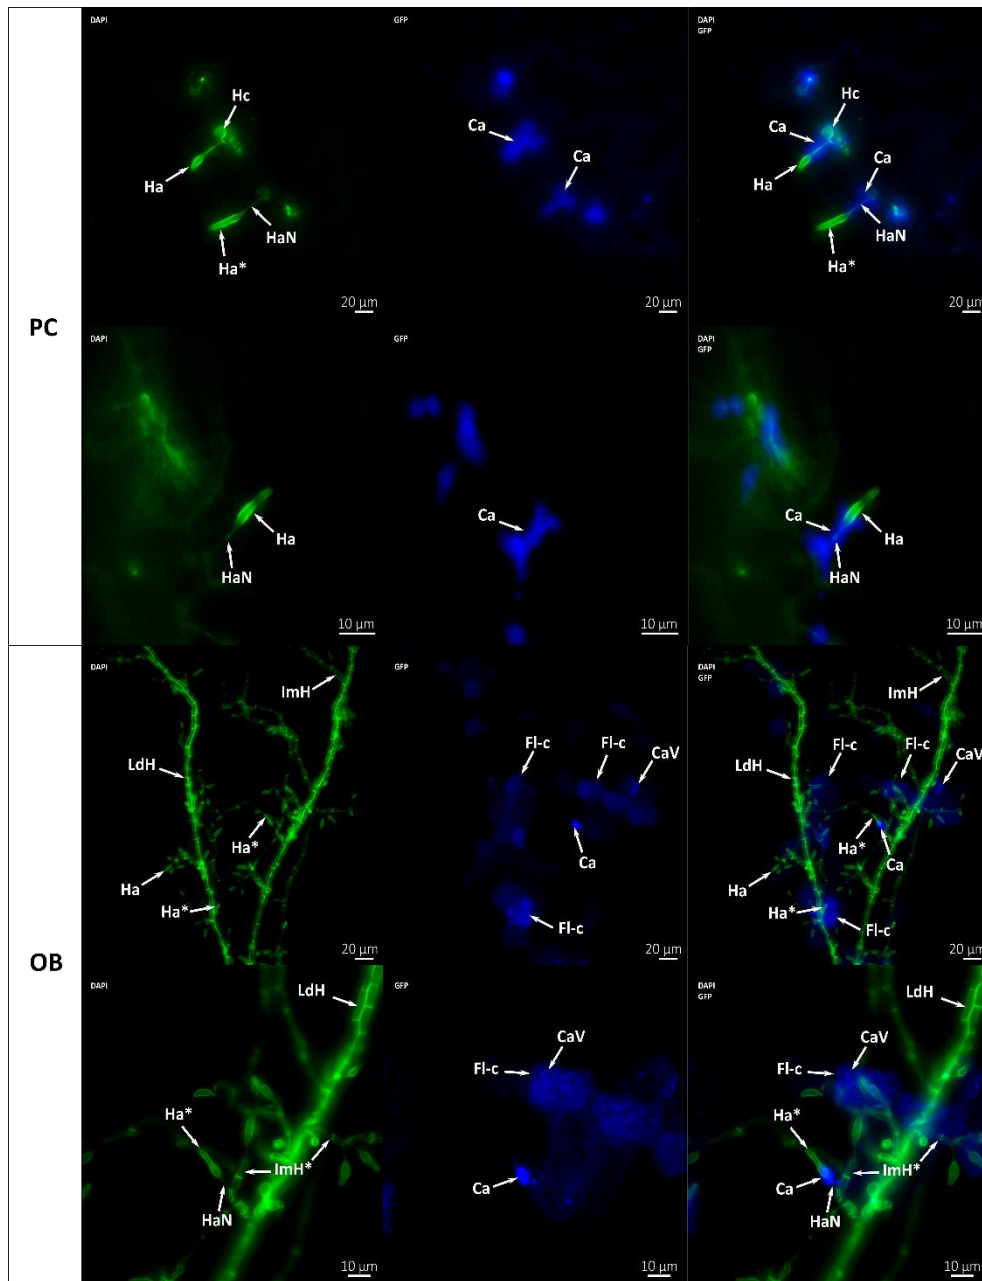 PC
DAPI
Hc
Ha
HaN
Ha*
20 µm
GFP
Ca
Ca
20 µm
DAPI
GFP
Hc
Ca
Ca
Ha
HaN
Ha*
20 µm
DAPI
Ha
HaN
10 µm
GFP
Ca
10 µm
DAPI
GFP
Ca
Ha
HaN
10 µm
OB
DAPI
ImH
LdH
Ha*
Ha
Ha*
20 µm
GFP
Fl-c
Fl-c
CaV
Ca
Fl-c
20 µm
DAPI
GFP
ImH
Fl-c
Fl-c
LdH
CaV
Ha*
Ca
Ha
Ha*
Fl-c
20 µm
DAPI
LdH
Ha*
ImH*
HaN
10 µm
GFP
CaV
Fl-c
Ca
10 µm
DAPI
GFP
LdH
CaV
Fl-c
Ha*
ImH*
Ca
HaN
10 µm